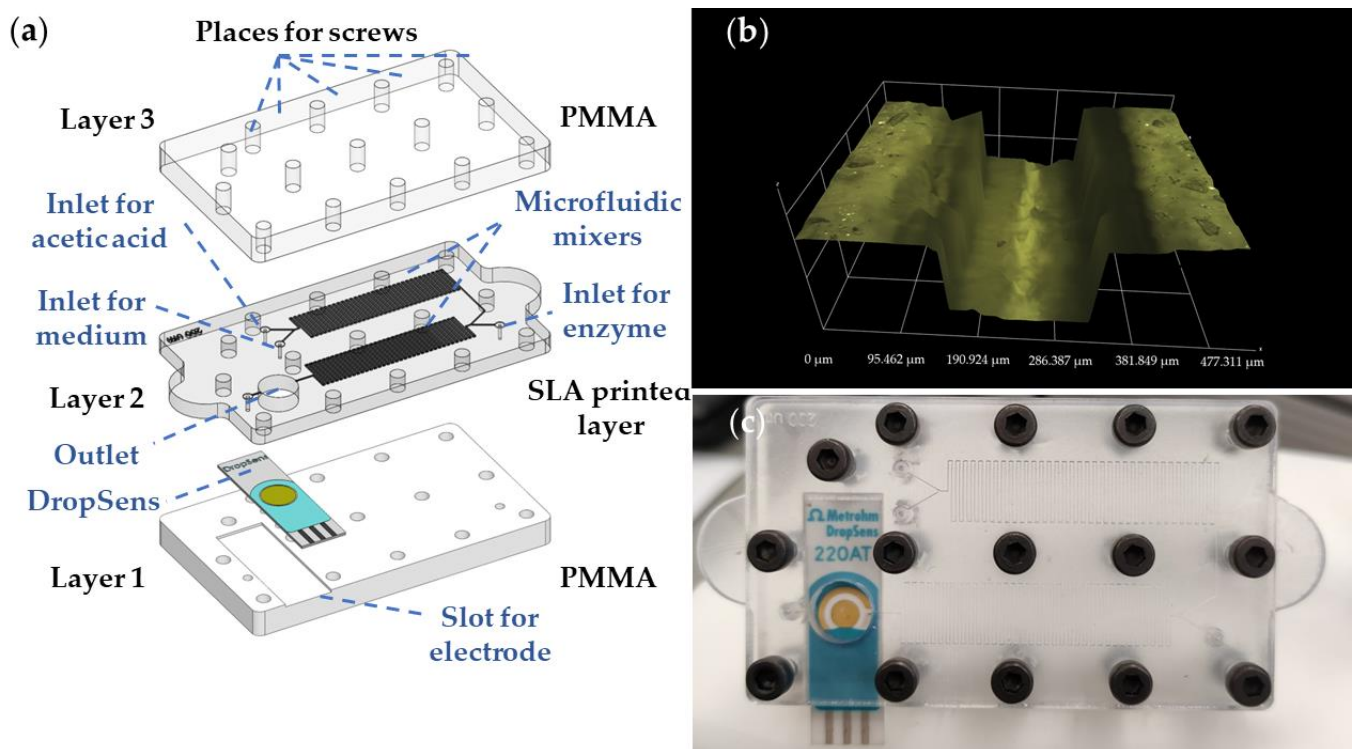 (a)
Places for screws
Layer 3
PMMA
Inlet for
acetic acid
Microfluidic
mixers
Inlet for
medium
Inlet for
enzyme
Layer 2
SLA printed
layer
Outlet
DropSens
DropSens
Layer 1
PMMA
Slot for
electrode
(b)
0 µm 95.462 µm 190.924 µm 286.387 µm 381.849 µm 477.311 µm
(c)
Metrohm
DropSens
220AT